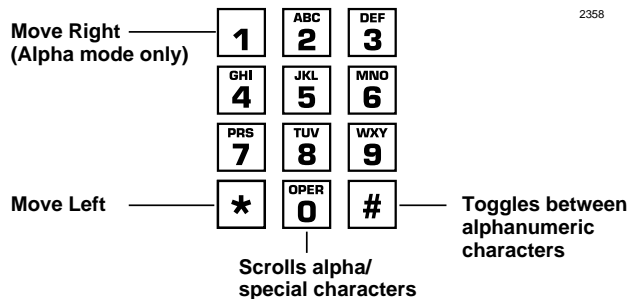 2358
Move Right
(Alpha mode only)
1
ABC
2
DEF
3
GHI
4
JKL
5
MNO
6
PRS
7
TUV
8
WXY
9
Move Left
*
OPER
0
#
Toggles between
alphanumeric
characters
Scrolls alpha/
special characters